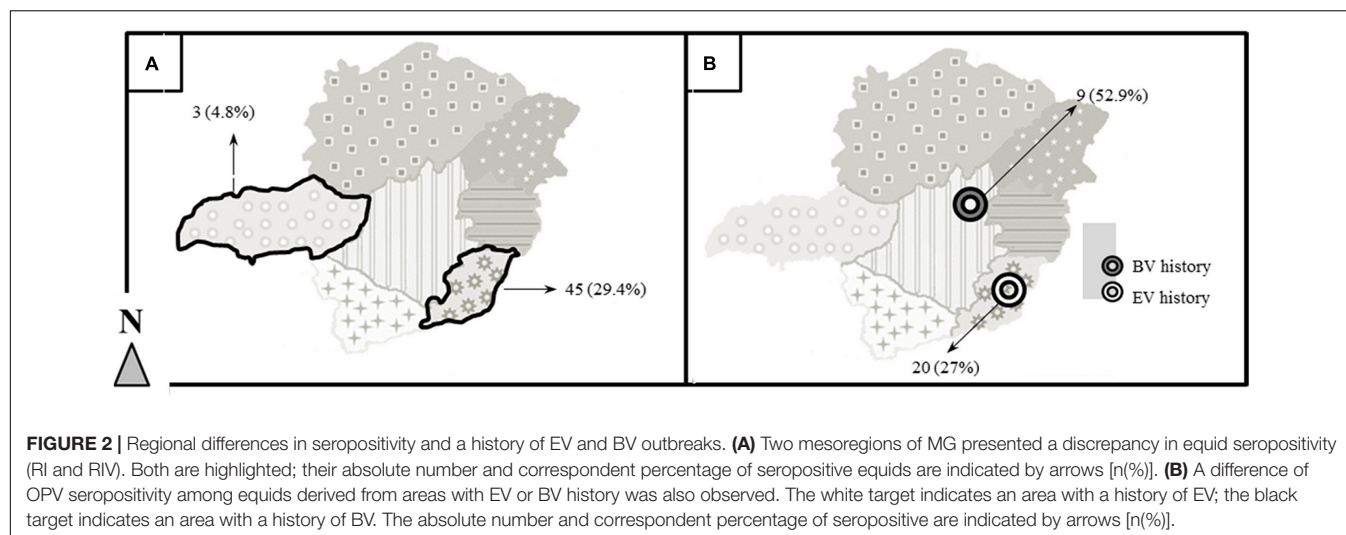 A
B
3 (4.8%)
9 (52.9%)
BV history
EV history
45 (29.4%)
N
20 (27%)
FIGURE 2 | Regional differences in seropositivity and a history of EV and BV outbreaks. (A) Two mesoregions of MG presented a discrepancy in equid seropositivity
(RI and RIV). Both are highlighted; their absolute number and correspondent percentage of seropositive equids are indicated by arrows [n(%)]. (B) A difference of
OPV seropositivity among equids derived from areas with EV or BV history was also observed. The white target indicates an area with a history of EV; the black
target indicates an area with a history of BV. The absolute number and correspondent percentage of seropositive are indicated by arrows [n(%)].